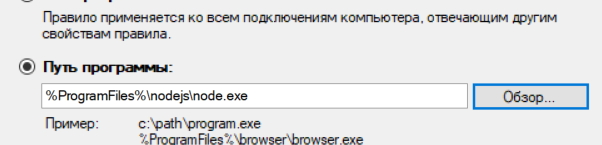 Правило применяется ко всем подключениям компьютера, отвечающим другим
свойствам правила.
Путь программы:
%ProgramFiles%\nodejs\node.exe
Обзор...
Пример: c:\path\program.exe
%ProgramFiles%\browser\browser.exe